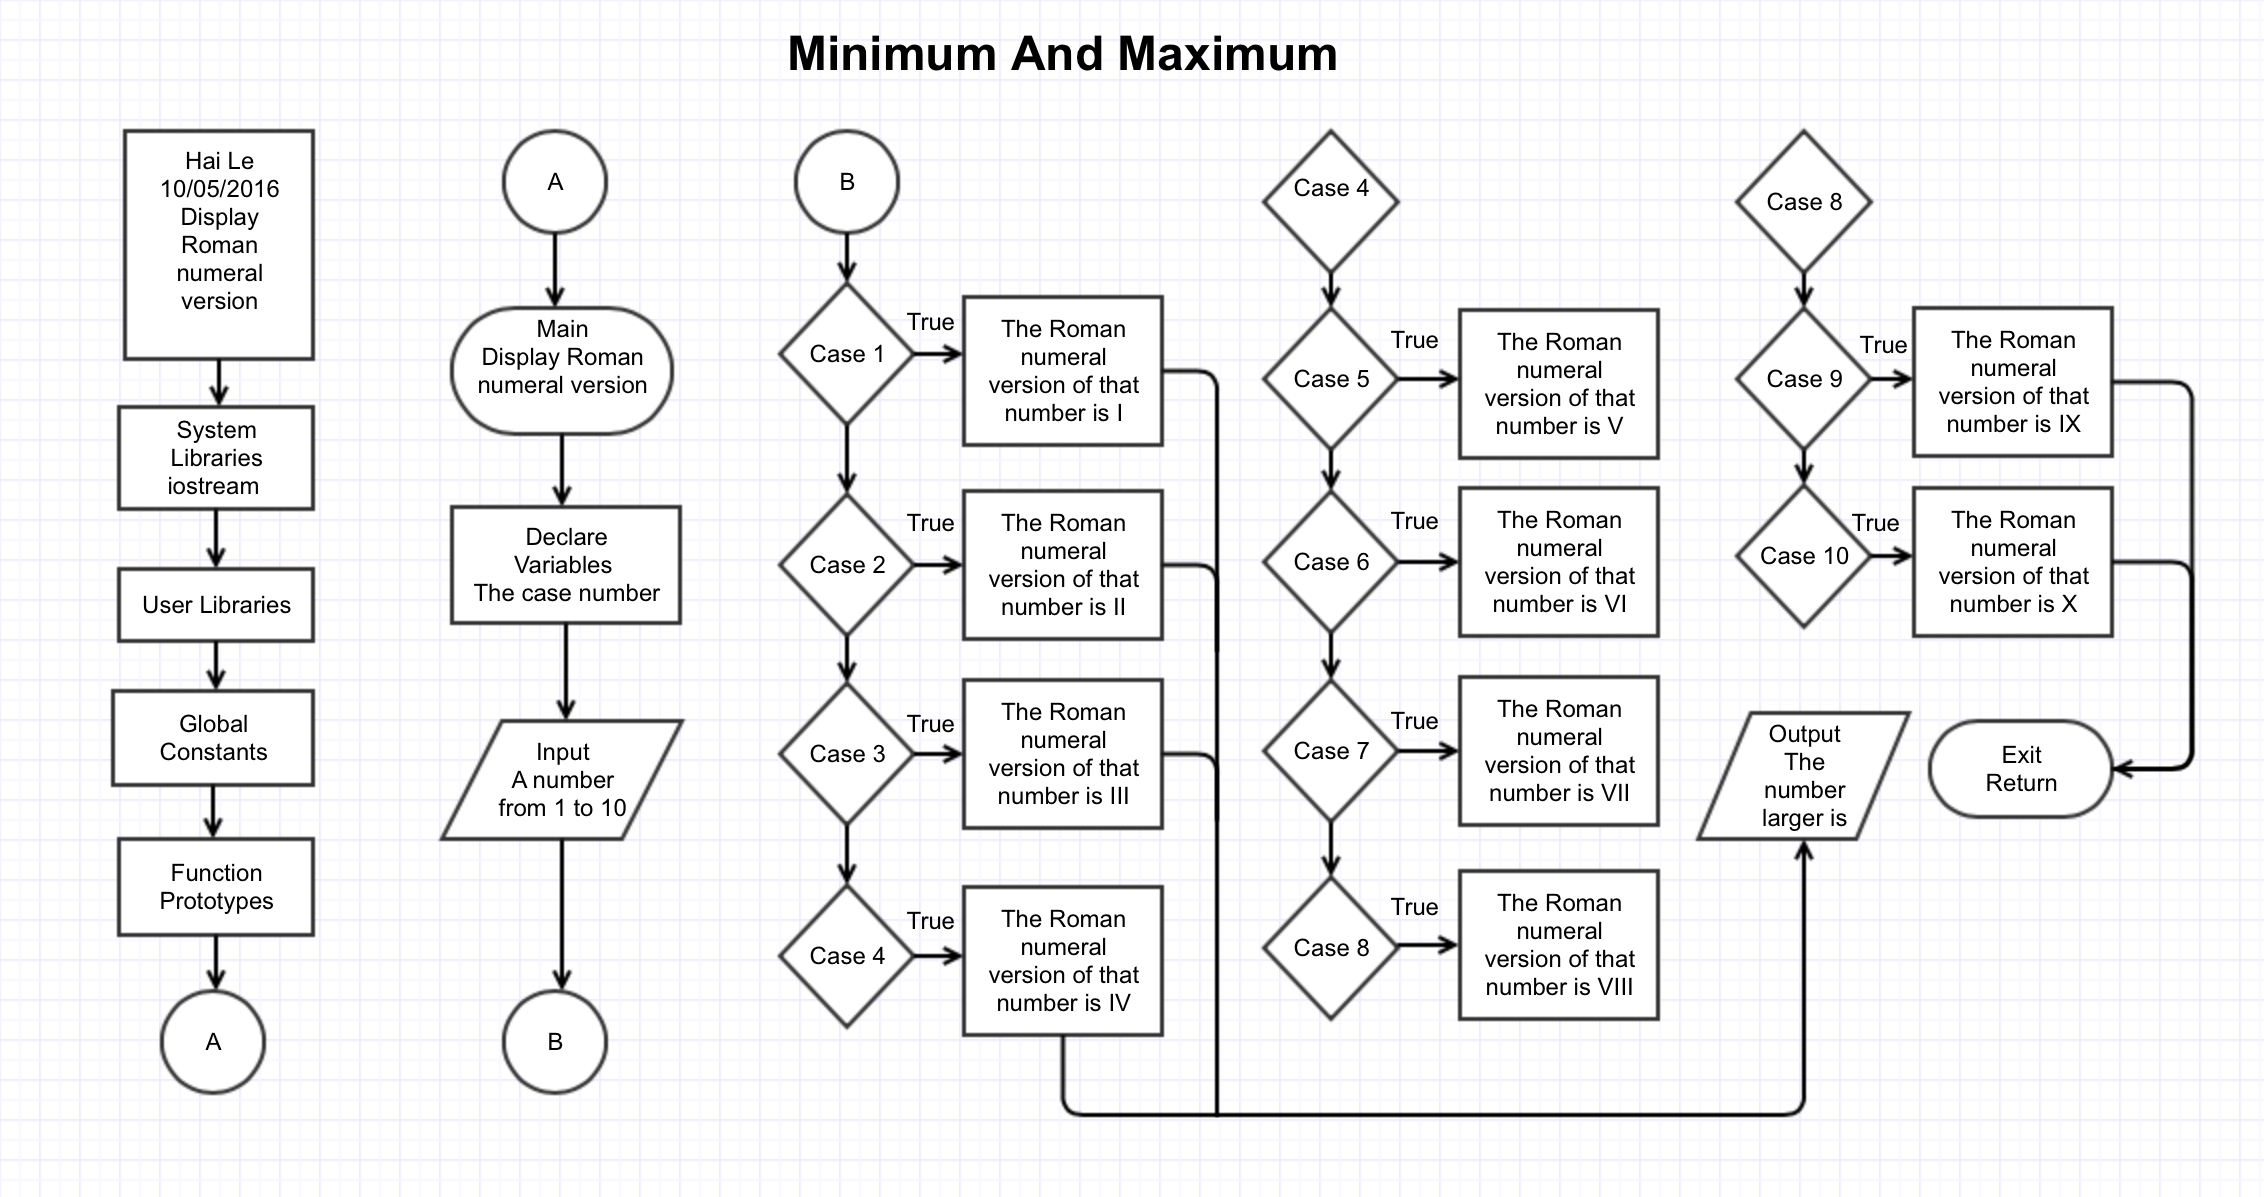 Minimum And Maximum
Hai Le
10/05/2016
Display
Roman
numeral
version
System
Libraries
iostream
User Libraries
Global
Constants
Function
Prototypes
A
A
Main
Display Roman
numeral version
Declare
Variables
The case number
Input
A number
from 1 to 10
B
B
Case 1
True
The Roman
numeral
version of that
number is I
Case 2
True
The Roman
numeral
version of that
number is II
Case 3
True
The Roman
numeral
version of that
number is III
Case 4
True
The Roman
numeral
version of that
number is IV
Case 4
Case 5
True
The Roman
numeral
version of that
number is V
Case 6
True
The Roman
numeral
version of that
number is VI
Case 7
True
The Roman
numeral
version of that
number is VII
Case 8
True
The Roman
numeral
version of that
number is VIII
Case 8
Case 9
True
The Roman
numeral
version of that
number is IX
Case 10
True
The Roman
numeral
version of that
number is X
Output
The
number
larger is
Exit
Return